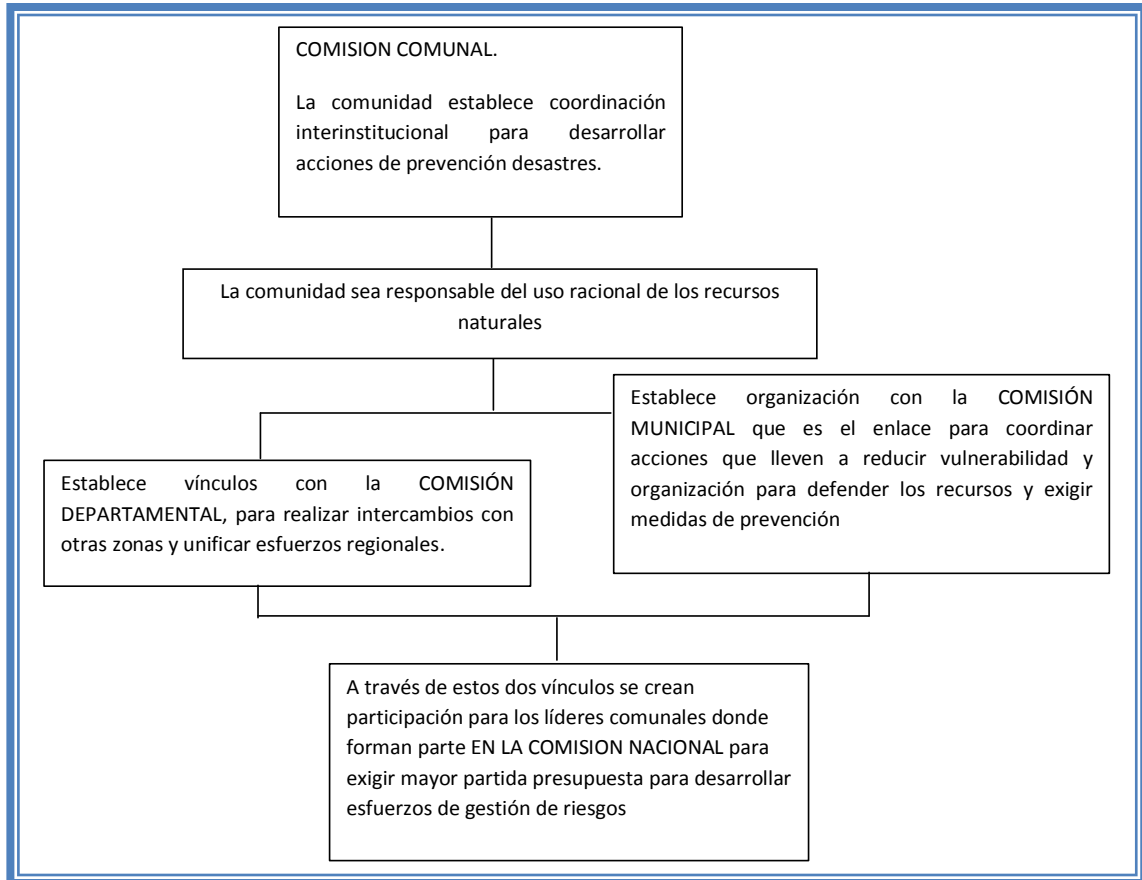 COMISION COMUNAL.
La comunidad establece coordinación
interinstitucional para desarrollar
acciones de prevención desastres.
La comunidad sea responsable del uso racional de los recursos
naturales
Establece vínculos con la COMISIÓN
DEPARTAMENTAL, para realizar intercambios con
otras zonas y unificar esfuerzos regionales.
Establece organización con la COMISIÓN
MUNICIPAL que es el enlace para coordinar
acciones que lleven a reducir vulnerabilidad y
organización para defender los recursos y exigir
medidas de prevención
A través de estos dos vínculos se crean
participación para los líderes comunales donde
forman parte EN LA COMISION NACIONAL para
exigir mayor partida presupuesta para desarrollar
esfuerzos de gestión de riesgos